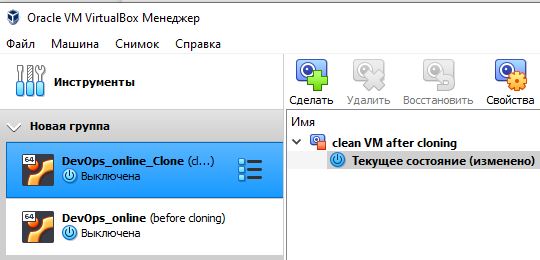 Oracle VM VirtualBox Менеджер
Файл Машина Снимок Справка
Инструменты
Сделать Удалить Восстановить Свойства
Имя
Новая группа
clean VM after cloning
Текущее состояние (изменено)
64
DevOps_online_Clone (cl...)
Выключена
64
DevOps_online (before cloning)
Выключена